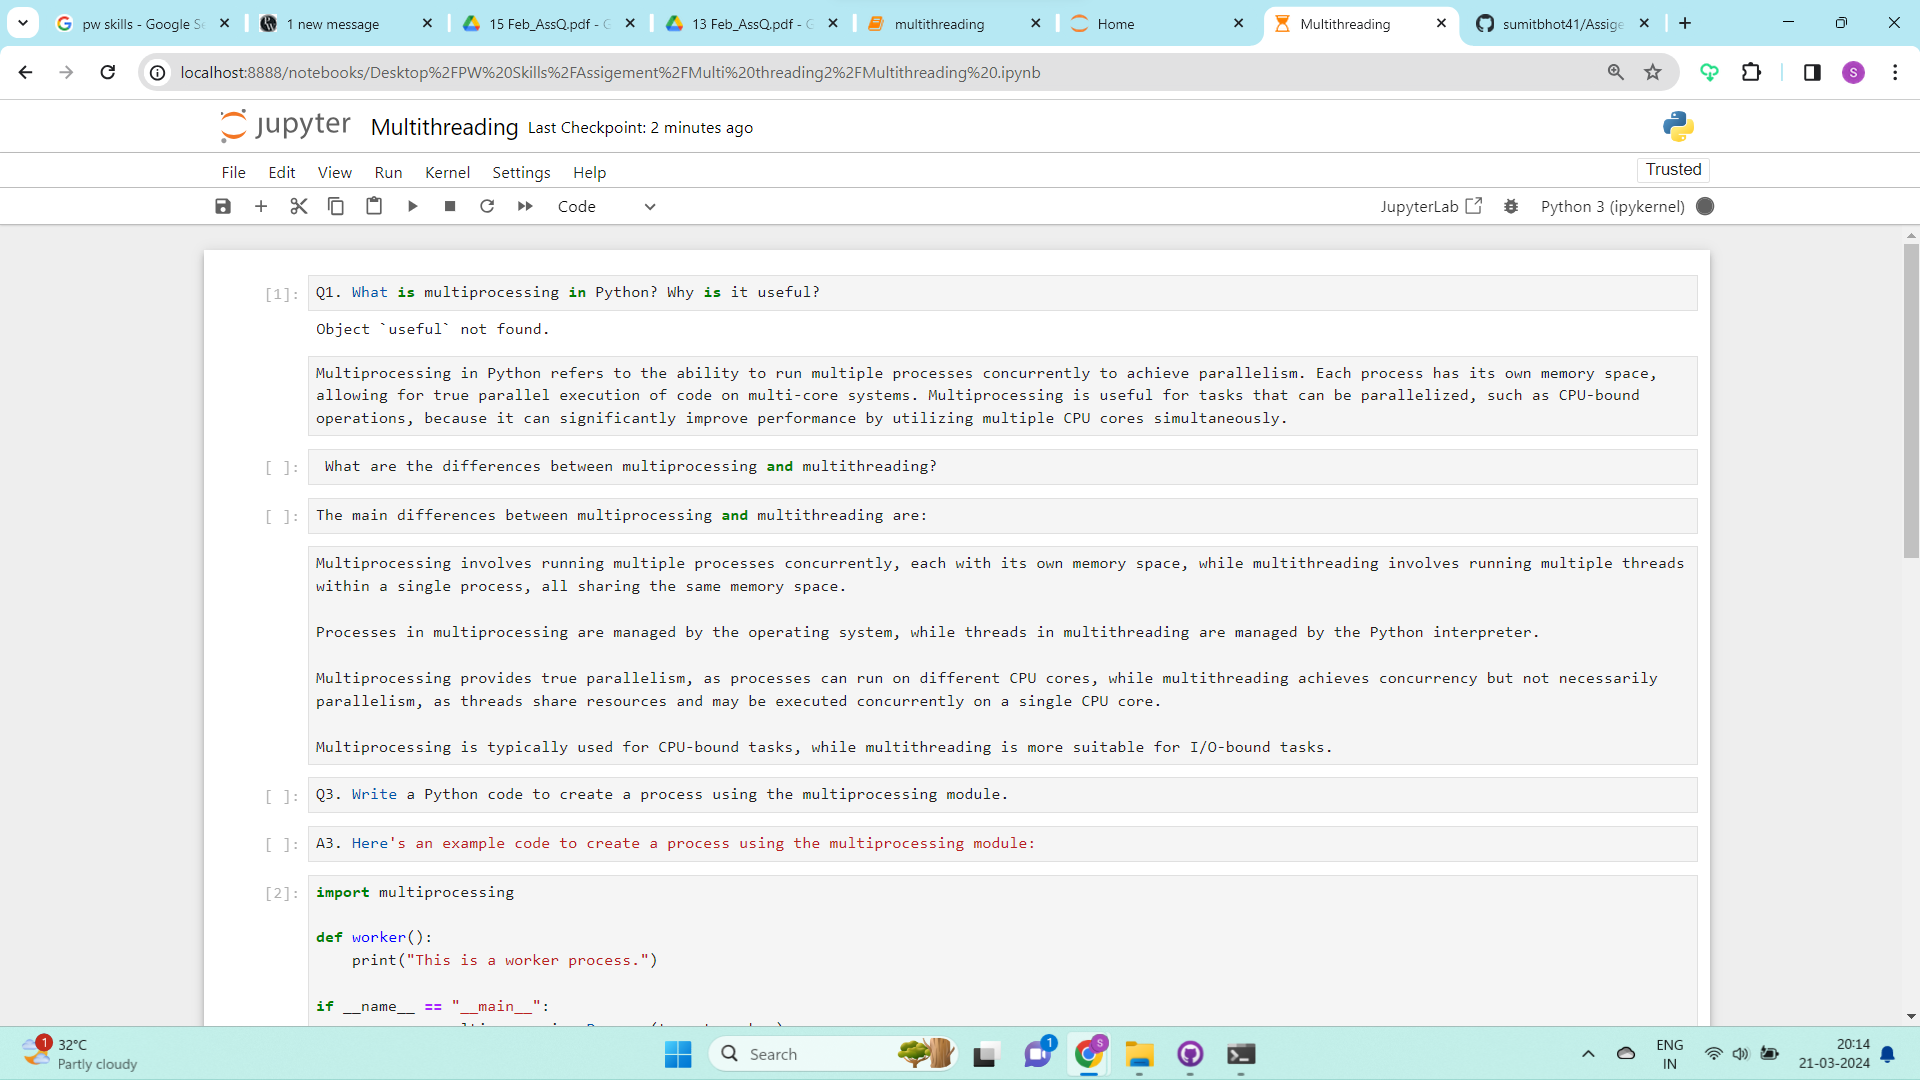 pw skills - Google Se
1 new message
15 Feb_AssQ.pdf - G
13 Feb_AssQ.pdf - G
multithreading
Home
Multithreading
sumitbhot41/Assige
localhost:8888/notebooks/Desktop%2FPW%20Skills%2FAssigement%2FMulti%20threading2%2FMultithreading%20.ipynb
S
jupyter Multithreading Last Checkpoint: 2 minutes ago
File Edit View Run Kernel Settings Help
Trusted
Code
JupyterLab Python 3 (ipykernel)
[1]: Q1. What is multiprocessing in Python? Why is it useful?
Object `useful` not found.
Multiprocessing in Python refers to the ability to run multiple processes concurrently to achieve parallelism. Each process has its own memory space,
allowing for true parallel execution of code on multi-core systems. Multiprocessing is useful for tasks that can be parallelized, such as CPU-bound
operations, because it can significantly improve performance by utilizing multiple CPU cores simultaneously.
[ ]: What are the differences between multiprocessing and multithreading?
[ ]: The main differences between multiprocessing and multithreading are:
Multiprocessing involves running multiple processes concurrently, each with its own memory space, while multithreading involves running multiple threads
within a single process, all sharing the same memory space.
Processes in multiprocessing are managed by the operating system, while threads in multithreading are managed by the Python interpreter.
Multiprocessing provides true parallelism, as processes can run on different CPU cores, while multithreading achieves concurrency but not necessarily
parallelism, as threads share resources and may be executed concurrently on a single CPU core.
Multiprocessing is typically used for CPU-bound tasks, while multithreading is more suitable for I/O-bound tasks.
[ ]: Q3. Write a Python code to create a process using the multiprocessing module.
[ ]: A3. Here's an example code to create a process using the multiprocessing module:
[2]: import multiprocessing
def worker():
print("This is a worker process.")
if __name__ == "__main__":
1
32°C
Partly cloudy
Search
1
S
ENG
IN
20:14
21-03-2024